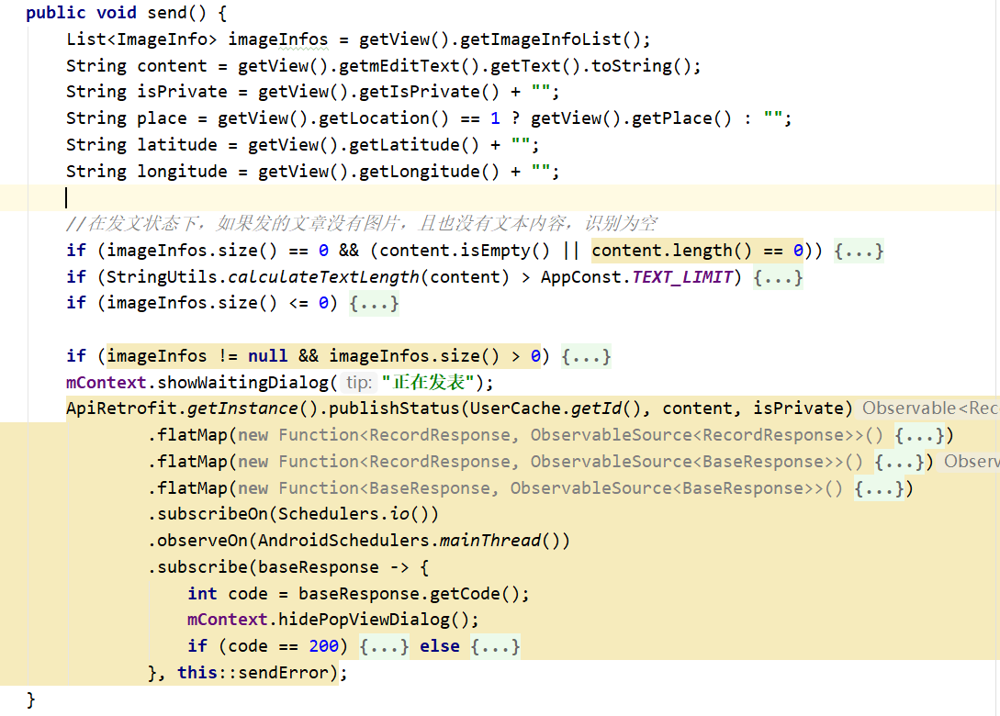 public void send() {
List<ImageInfo> imageInfos = getView().getImageInfoList();
String content = getView().getmEditText().getText().toString();
String isPrivate = getView().getIsPrivate() + "";
String place = getView().getLocation() == 1 ? getView().getPlace() : "";
String latitude = getView().getLatitude() + "";
String longitude = getView().getLongitude() + "";
//在发文状态下，如果发的文章没有图片，且也没有文本内容，识别为空
if (imageInfos.size() == 0 && (content.isEmpty() || content.length() == 0)) {...}
if (StringUtils.calculateTextLength(content) > AppConst.TEXT_LIMIT) {...}
if (imageInfos.size() <= 0) {...}
if (imageInfos != null && imageInfos.size() > 0) {...}
mContext.showWaitingDialog( tip: "正在发表");
ApiRetrofit.getInstance().publishStatus(UserCache.getId(), content, isPrivate) Observable<Rec
.flatMap(new Function<RecordResponse, ObservableSource<RecordResponse>>() {...})
.flatMap(new Function<RecordResponse, ObservableSource<BaseResponse>>() {...}) Observ
.flatMap(new Function<BaseResponse, ObservableSource<BaseResponse>>() {...})
.subscribeOn(Schedulers.io())
.observeOn(AndroidSchedulers.mainThread())
.subscribe(baseResponse -> {
int code = baseResponse.getCode();
mContext.hidePopViewDialog();
if (code == 200) {...} else {...}
}, this::sendError);
}